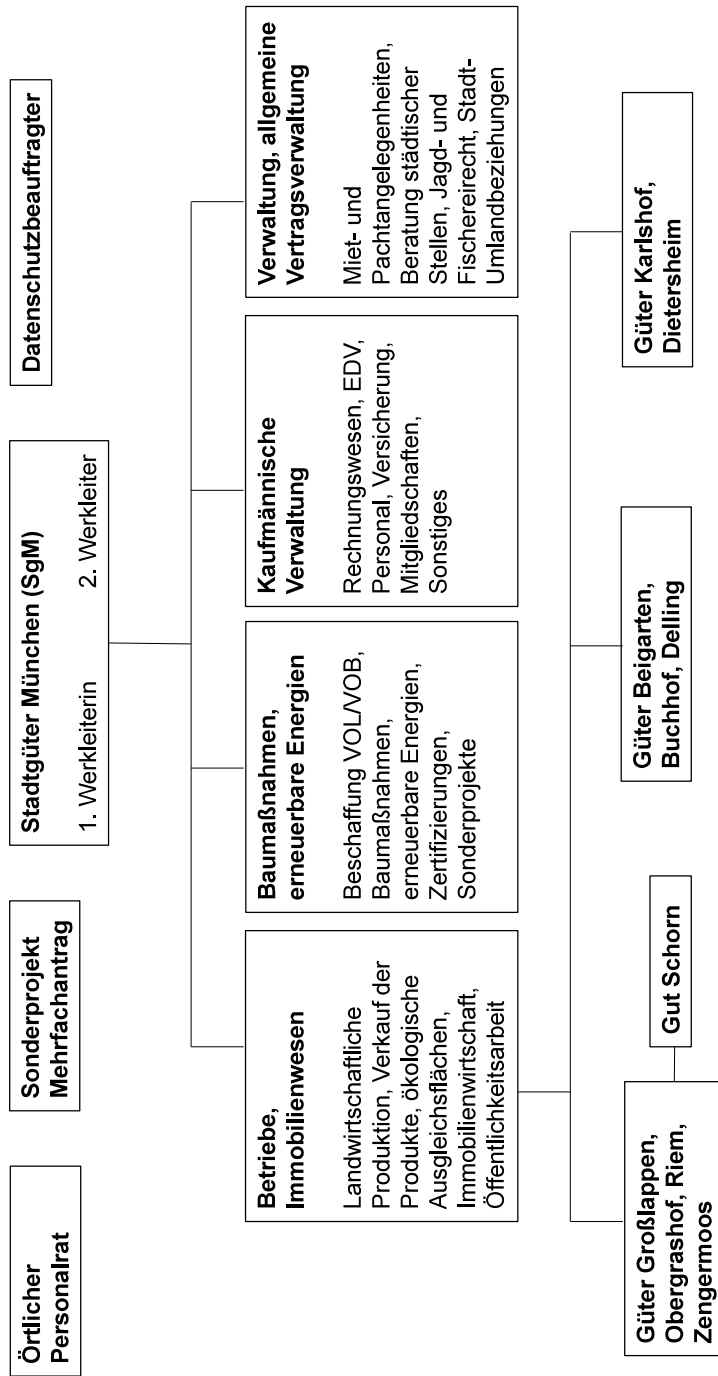 Örtlicher
Personalrat
Sonderprojekt
Mehrfachantrag
Stadtgüter München (SgM)
1. Werkleiterin 2. Werkleiter
Datenschutzbeauftragter
Betriebe,
Immobilienwesen
Landwirtschaftliche
Produktion, Verkauf der
Produkte, ökologische
Ausgleichsflächen,
Immobilienwirtschaft,
Öffentlichkeitsarbeit
Baumaßnahmen,
erneuerbare Energien
Beschaffung VOL/VOB,
Baumaßnahmen,
erneuerbare Energien,
Zertifizierungen,
Sonderprojekte
Kaufmännische
Verwaltung
Rechnungswesen, EDV,
Personal, Versicherung,
Mitgliedschaften,
Sonstiges
Verwaltung, allgemeine
Vertragsverwaltung
Miet- und
Pachtangelegenheiten,
Beratung städtischer
Stellen, Jagd- und
Fischereirecht, Stadt-
Umlandbeziehungen
Güter Großlappen,
Obergrashof, Riem,
Zengermoos
Gut Schorn
Güter Beigarten,
Buchhof, Delling
Güter Karlshof,
Dietersheim